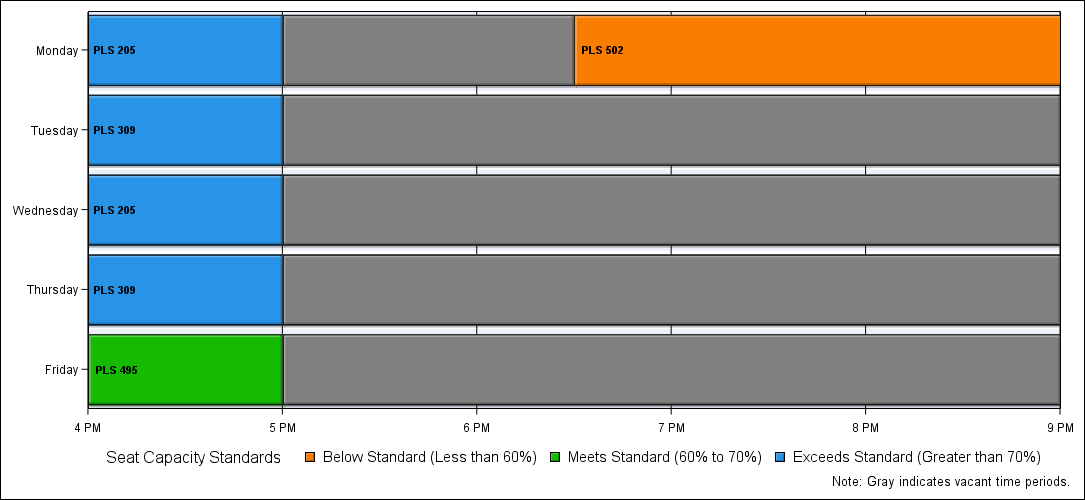 Monday PLS 205 PLS 502
Tuesday PLS 309
Wednesday PLS 205
Thursday PLS 309
Friday PLS 495
4 PM 5 PM 6 PM 7 PM 8 PM 9 PM
Seat Capacity Standards Below Standard (Less than 60%) Meets Standard (60% to 70%) Exceeds Standard (Greater than 70%)
Note: Gray indicates vacant time periods.